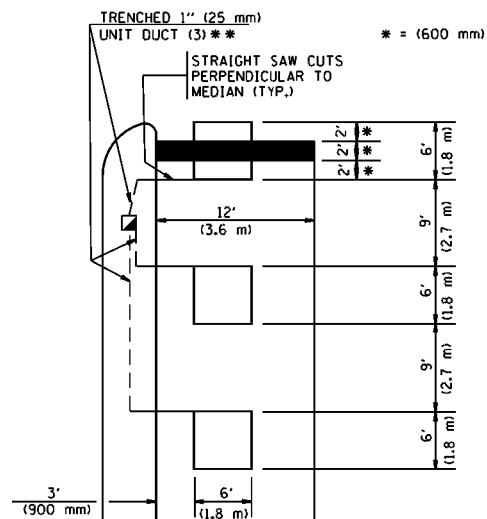 TRENCHED 1'' (25 mm)
UNIT DUCT (3)**
* = (600 mm)
STRAIGHT SAW CUTS
PERPENDICULAR TO
MEDIAN (TYP.)
2' *
2' *
2' *
6'
(1.8 m)
12'
(3.6 m)
9'
(2.7 m)
6'
(1.8 m)
9'
(2.7 m)
6'
(1.8 m)
3'
(900 mm)
6'
(1.8 m)